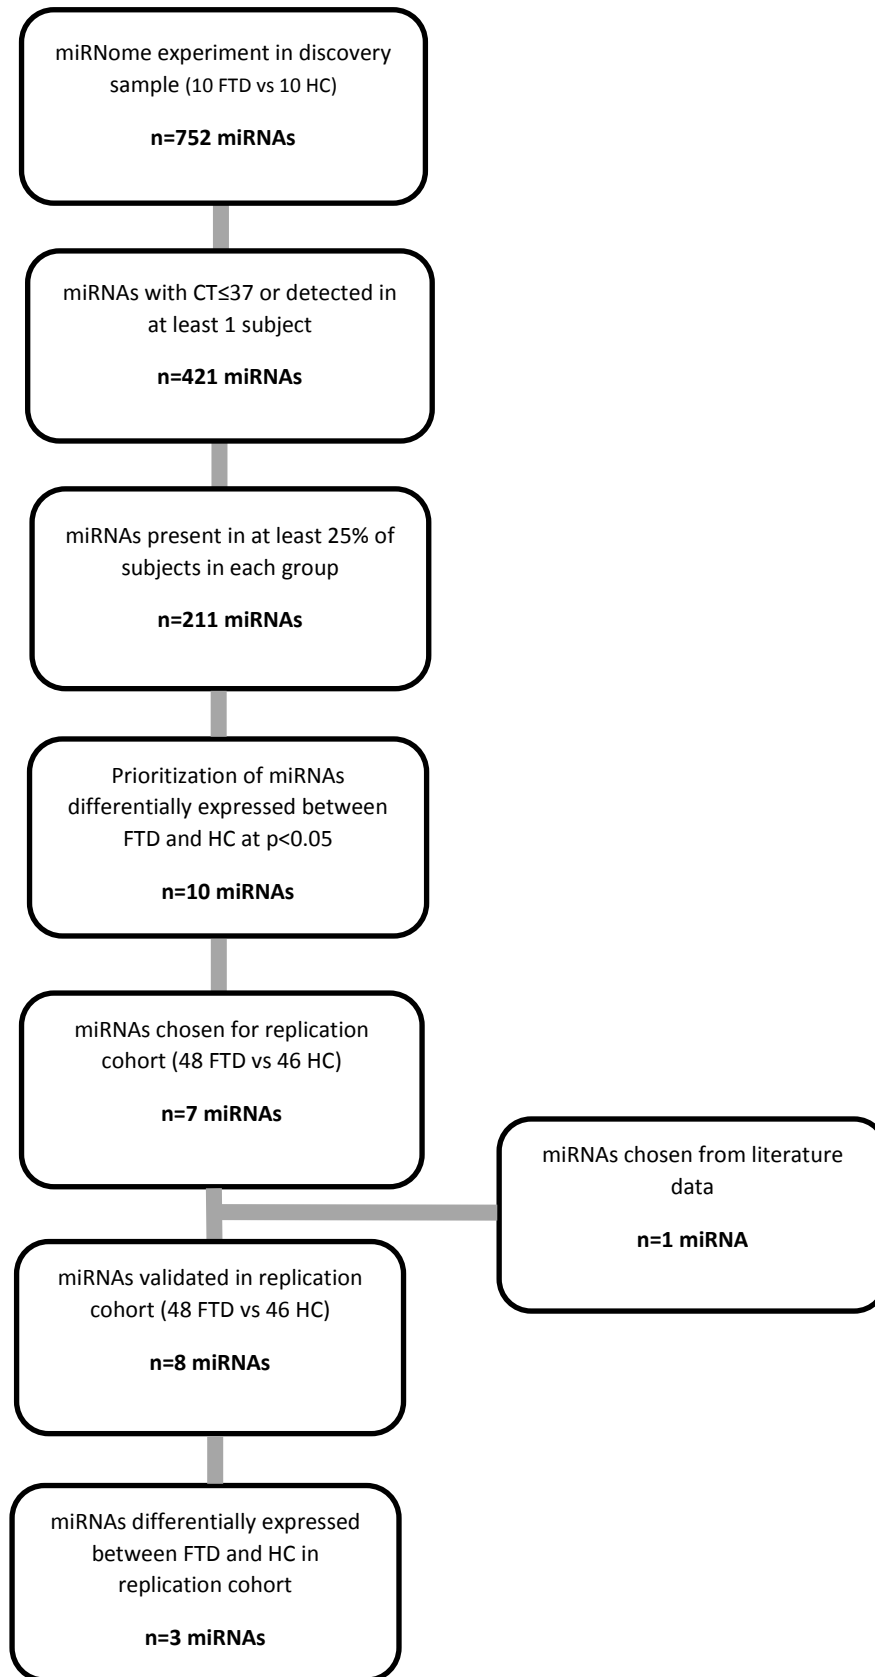 miRNome experiment in discovery
sample (10 FTD vs 10 HC)
n=752 miRNAs
miRNAs with CT≤37 or detected in
at least 1 subject
n=421 miRNAs
miRNAs present in at least 25% of
subjects in each group
n=211 miRNAs
Prioritization of miRNAs
differentially expressed between
FTD and HC at p<0.05
n=10 miRNAs
miRNAs chosen for replication
cohort (48 FTD vs 46 HC)
n=7 miRNAs
miRNAs chosen from literature
data
n=1 miRNA
miRNAs validated in replication
cohort (48 FTD vs 46 HC)
n=8 miRNAs
miRNAs differentially expressed
between FTD and HC in
replication cohort
n=3 miRNAs